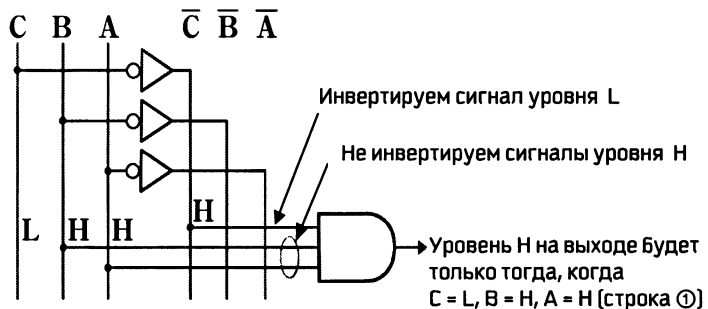 C B A C̅ B̅ A̅
Инвертируем сигнал уровня L
Не инвертируем сигналы уровня H
H
L H H
Уровень H на выходе будет
только тогда, когда
C = L, B = H, A = H (строка ①)